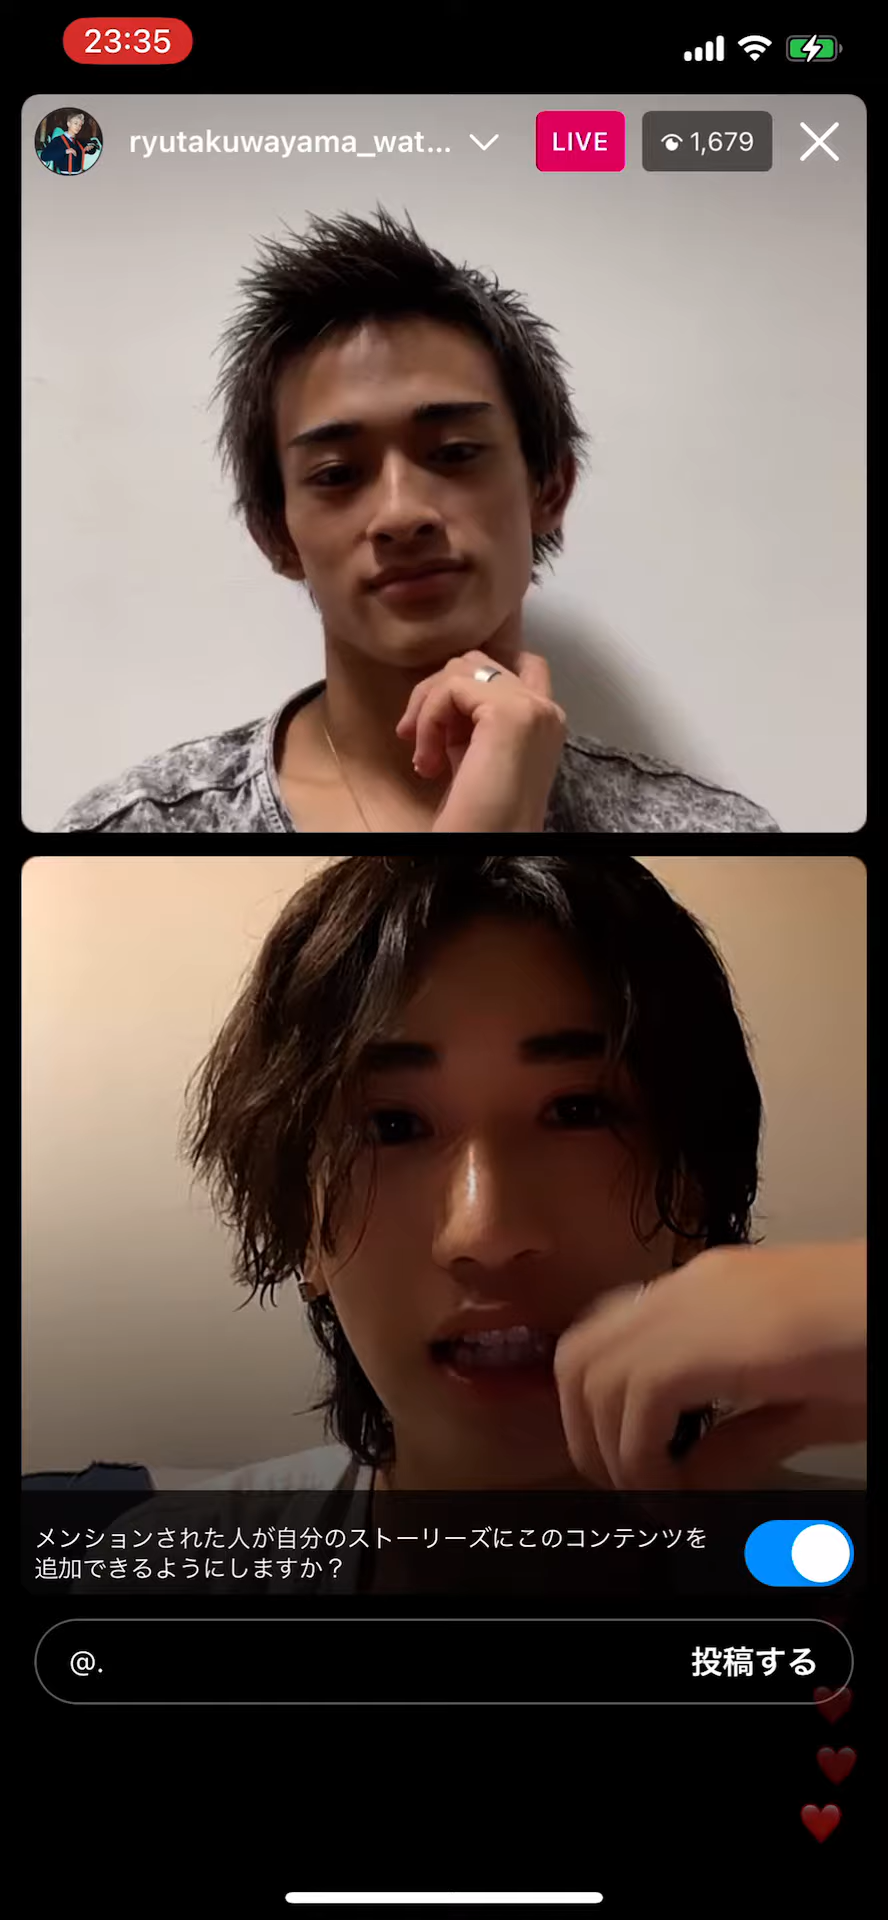 23:35
ryutakuwayama_wat...
LIVE
1,679
メンションされた人が自分のストーリーズにこのコンテンツを
追加できるようにしますか？
@.
投稿する